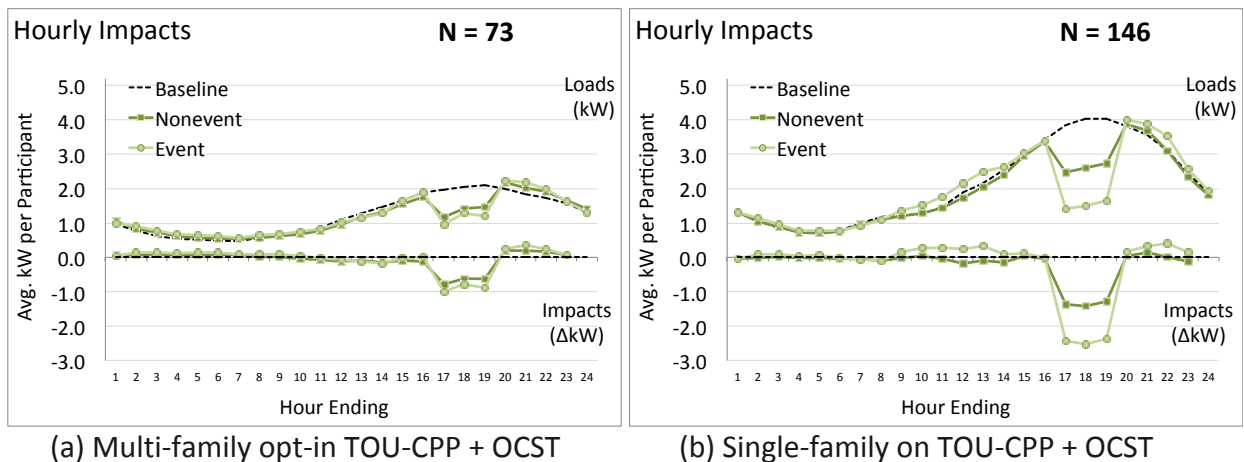 Hourly Impacts
N = 73
Loads
(kW)
Baseline
Nonevent
Event
Avg. kW per Participant
5.0
4.0
3.0
2.0
1.0
0.0
-1.0
-2.0
-3.0
Impacts
(ΔkW)
1 2 3 4 5 6 7 8 9 10 11 12 13 14 15 16 17 18 19 20 21 22 23 24
Hour Ending
(a) Multi-family opt-in TOU-CPP + OCST
Hourly Impacts
N = 146
Loads
(kW)
Baseline
Nonevent
Event
Avg. kW per Participant
5.0
4.0
3.0
2.0
1.0
0.0
-1.0
-2.0
-3.0
Impacts
(ΔkW)
1 2 3 4 5 6 7 8 9 10 11 12 13 14 15 16 17 18 19 20 21 22 23 24
Hour Ending
(b) Single-family on TOU-CPP + OCST